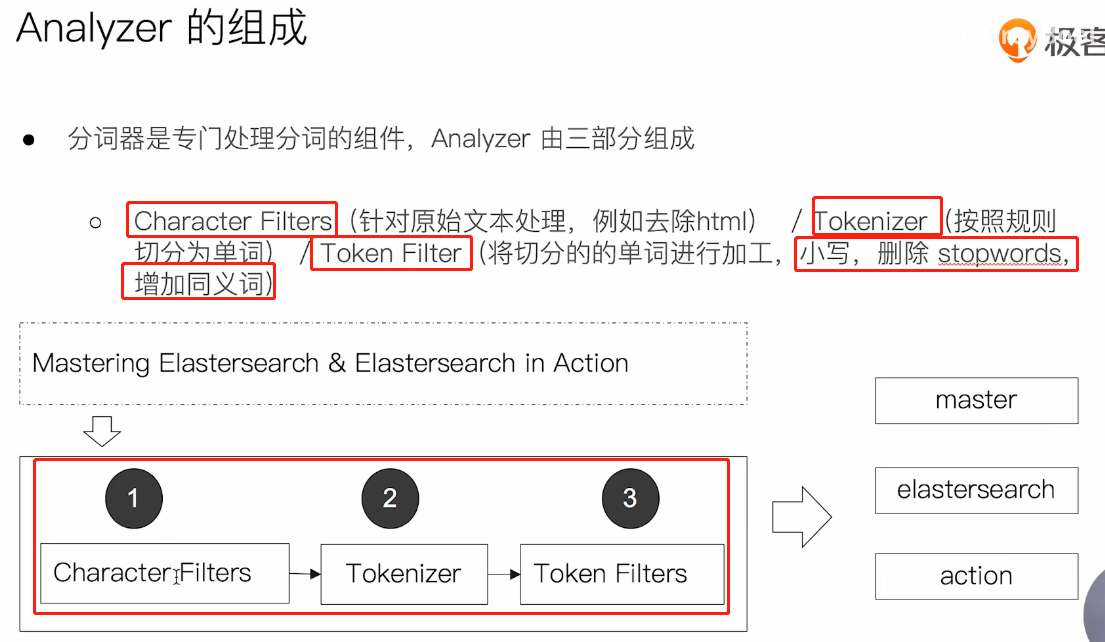 Analyzer 的组成
极客
分词器是专门处理分词的组件，Analyzer 由三部分组成
Character Filters（针对原始文本处理，例如去除html） / Tokenizer（按照规则
切分为单词） / Token Filter（将切分的的单词进行加工，小写，删除 stopwords，
增加同义词）
Mastering Elastersearch & Elastersearch in Action
1
2
3
Character Filters
Tokenizer
Token Filters
master
elastersearch
action